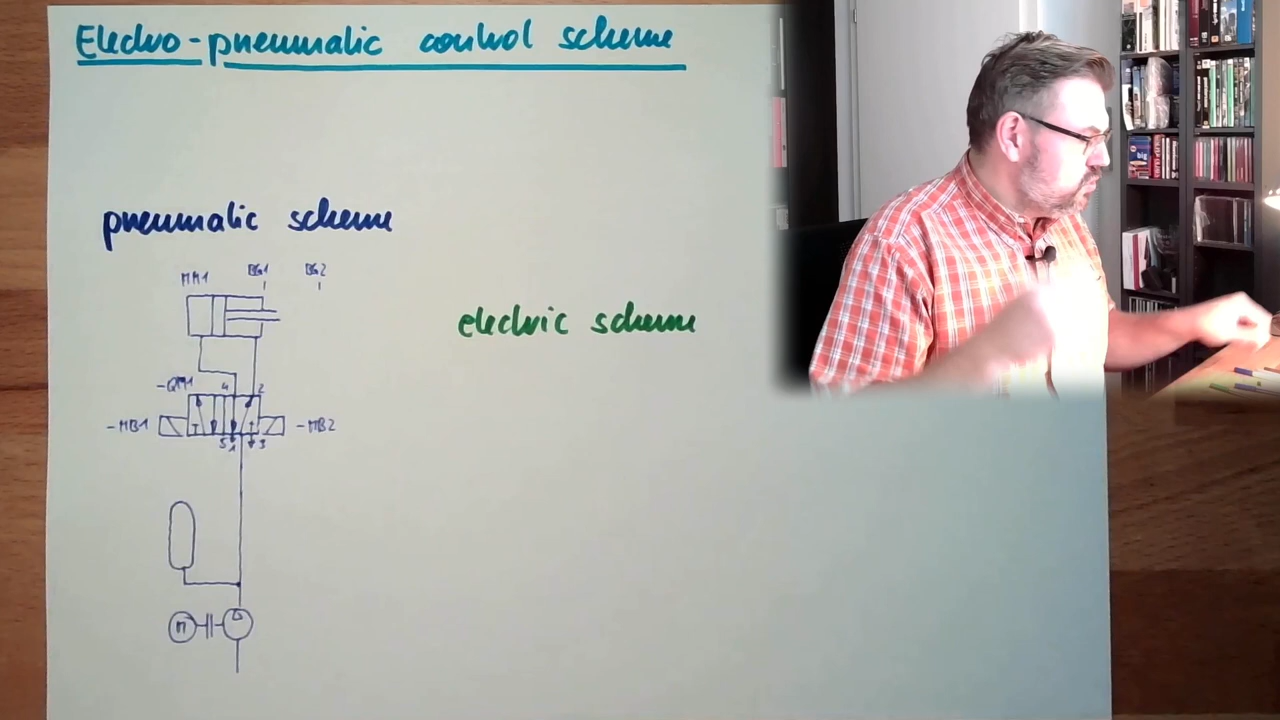 Electro-pneumatic control scheme
pneumatic scheme
MM1 BG1 BG2
electric scheme
-QM1 4 2
-MB1 -MB2
5 1 3
M
big